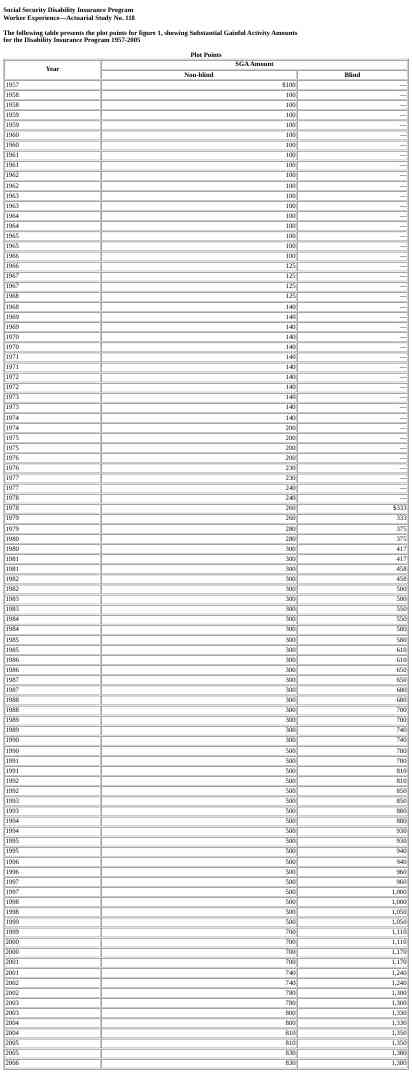 Social Security Disability Insurance Program
Worker Experience—Actuarial Study No. 118
The following table presents the plot points for figure 1, showing Substantial Gainful Activity Amounts
for the Disability Insurance Program 1957-2005
Plot Points
Year SGA Amount
Non-blind Blind
1957 $100 —
1958 100 —
1958 100 —
1959 100 —
1959 100 —
1960 100 —
1960 100 —
1961 100 —
1961 100 —
1962 100 —
1962 100 —
1963 100 —
1963 100 —
1964 100 —
1964 100 —
1965 100 —
1965 100 —
1966 100 —
1966 125 —
1967 125 —
1967 125 —
1968 125 —
1968 140 —
1969 140 —
1969 140 —
1970 140 —
1970 140 —
1971 140 —
1971 140 —
1972 140 —
1972 140 —
1973 140 —
1973 140 —
1974 140 —
1974 200 —
1975 200 —
1975 200 —
1976 200 —
1976 230 —
1977 230 —
1977 240 —
1978 240 —
1978 260 $333
1979 260 333
1979 280 375
1980 280 375
1980 300 417
1981 300 417
1981 300 458
1982 300 458
1982 300 500
1983 300 500
1983 300 550
1984 300 550
1984 300 580
1985 300 580
1985 300 610
1986 300 610
1986 300 650
1987 300 650
1987 300 680
1988 300 680
1988 300 700
1989 300 700
1989 300 740
1990 300 740
1990 500 780
1991 500 780
1991 500 810
1992 500 810
1992 500 850
1993 500 850
1993 500 880
1994 500 880
1994 500 930
1995 500 930
1995 500 940
1996 500 940
1996 500 960
1997 500 960
1997 500 1,000
1998 500 1,000
1998 500 1,050
1999 500 1,050
1999 700 1,110
2000 700 1,110
2000 700 1,170
2001 700 1,170
2001 740 1,240
2002 740 1,240
2002 780 1,300
2003 780 1,300
2003 800 1,330
2004 800 1,330
2004 810 1,350
2005 810 1,350
2005 830 1,380
2006 830 1,380